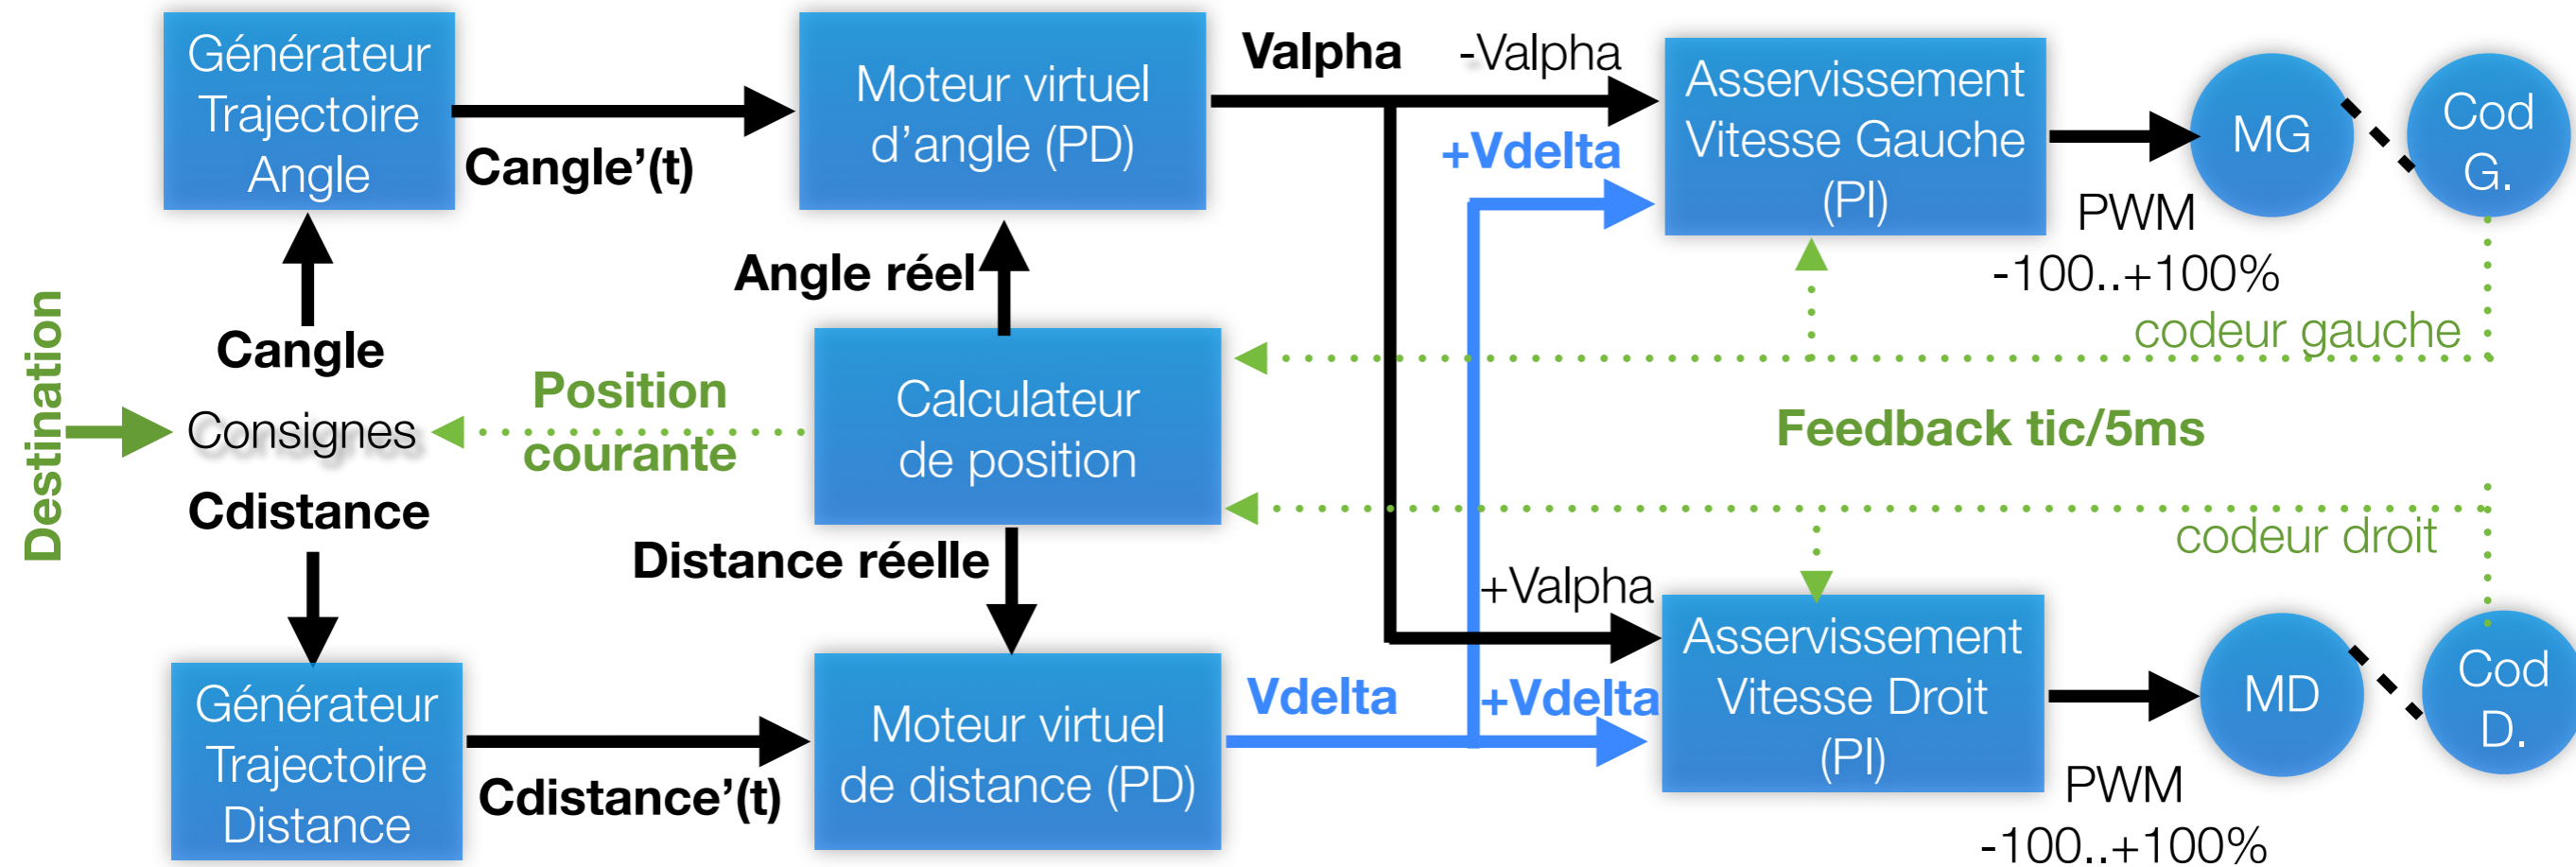 Générateur
Trajectoire
Angle
Cangle’(t)
Moteur virtuel
d’angle (PD)
Valpha
-Valpha
+Vdelta
Asservissement
Vitesse Gauche
(PI)
MG
Cod
G.
PWM
-100..+100%
codeur gauche
Angle réel
Cangle
Destination
Consignes
Position
courante
Calculateur
de position
Feedback tic/5ms
Cdistance
Distance réelle
codeur droit
+Valpha
Générateur
Trajectoire
Distance
Cdistance’(t)
Moteur virtuel
de distance (PD)
Vdelta
+Vdelta
Asservissement
Vitesse Droit
(PI)
MD
Cod
D.
PWM
-100..+100%